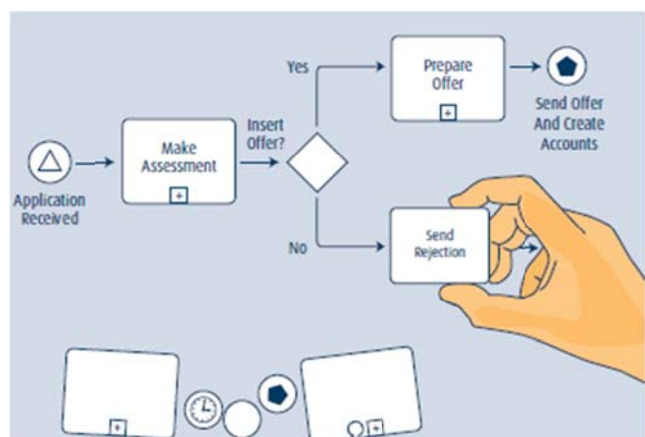 Yes
Prepare
Offer
Send Offer
And Create
Accounts
Insert
Offer?
Make
Assessment
Application
Received
No
Send
Rejection